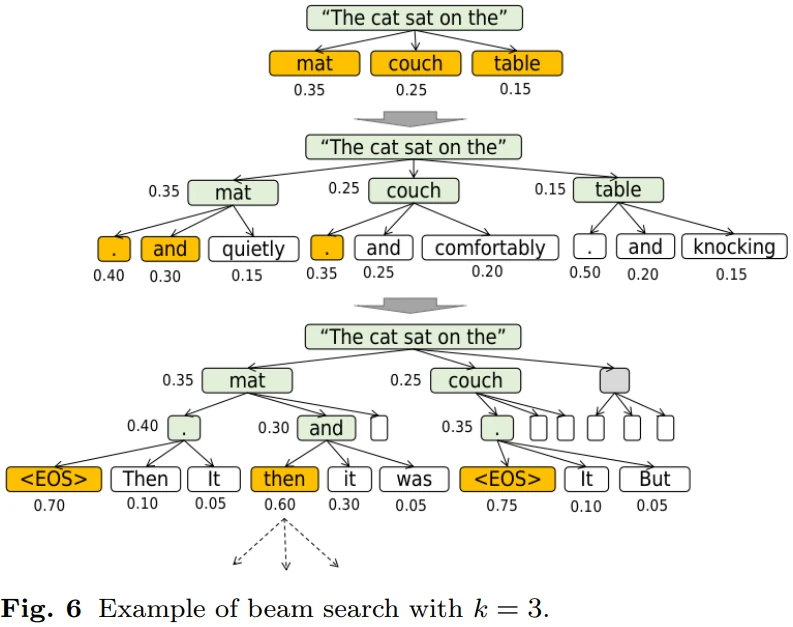 “The cat sat on the”
mat couch table
0.35 0.25 0.15
“The cat sat on the”
0.35 mat 0.25 couch 0.15 table
. and quietly . and comfortably . and knocking
0.40 0.30 0.15 0.35 0.25 0.20 0.50 0.20 0.15
“The cat sat on the”
0.35 mat 0.25 couch
0.40 . 0.30 and 0.35 .
<EOS> Then It then it was <EOS> It But
0.70 0.10 0.05 0.60 0.30 0.05 0.75 0.10 0.05
Fig. 6 Example of beam search with k = 3.